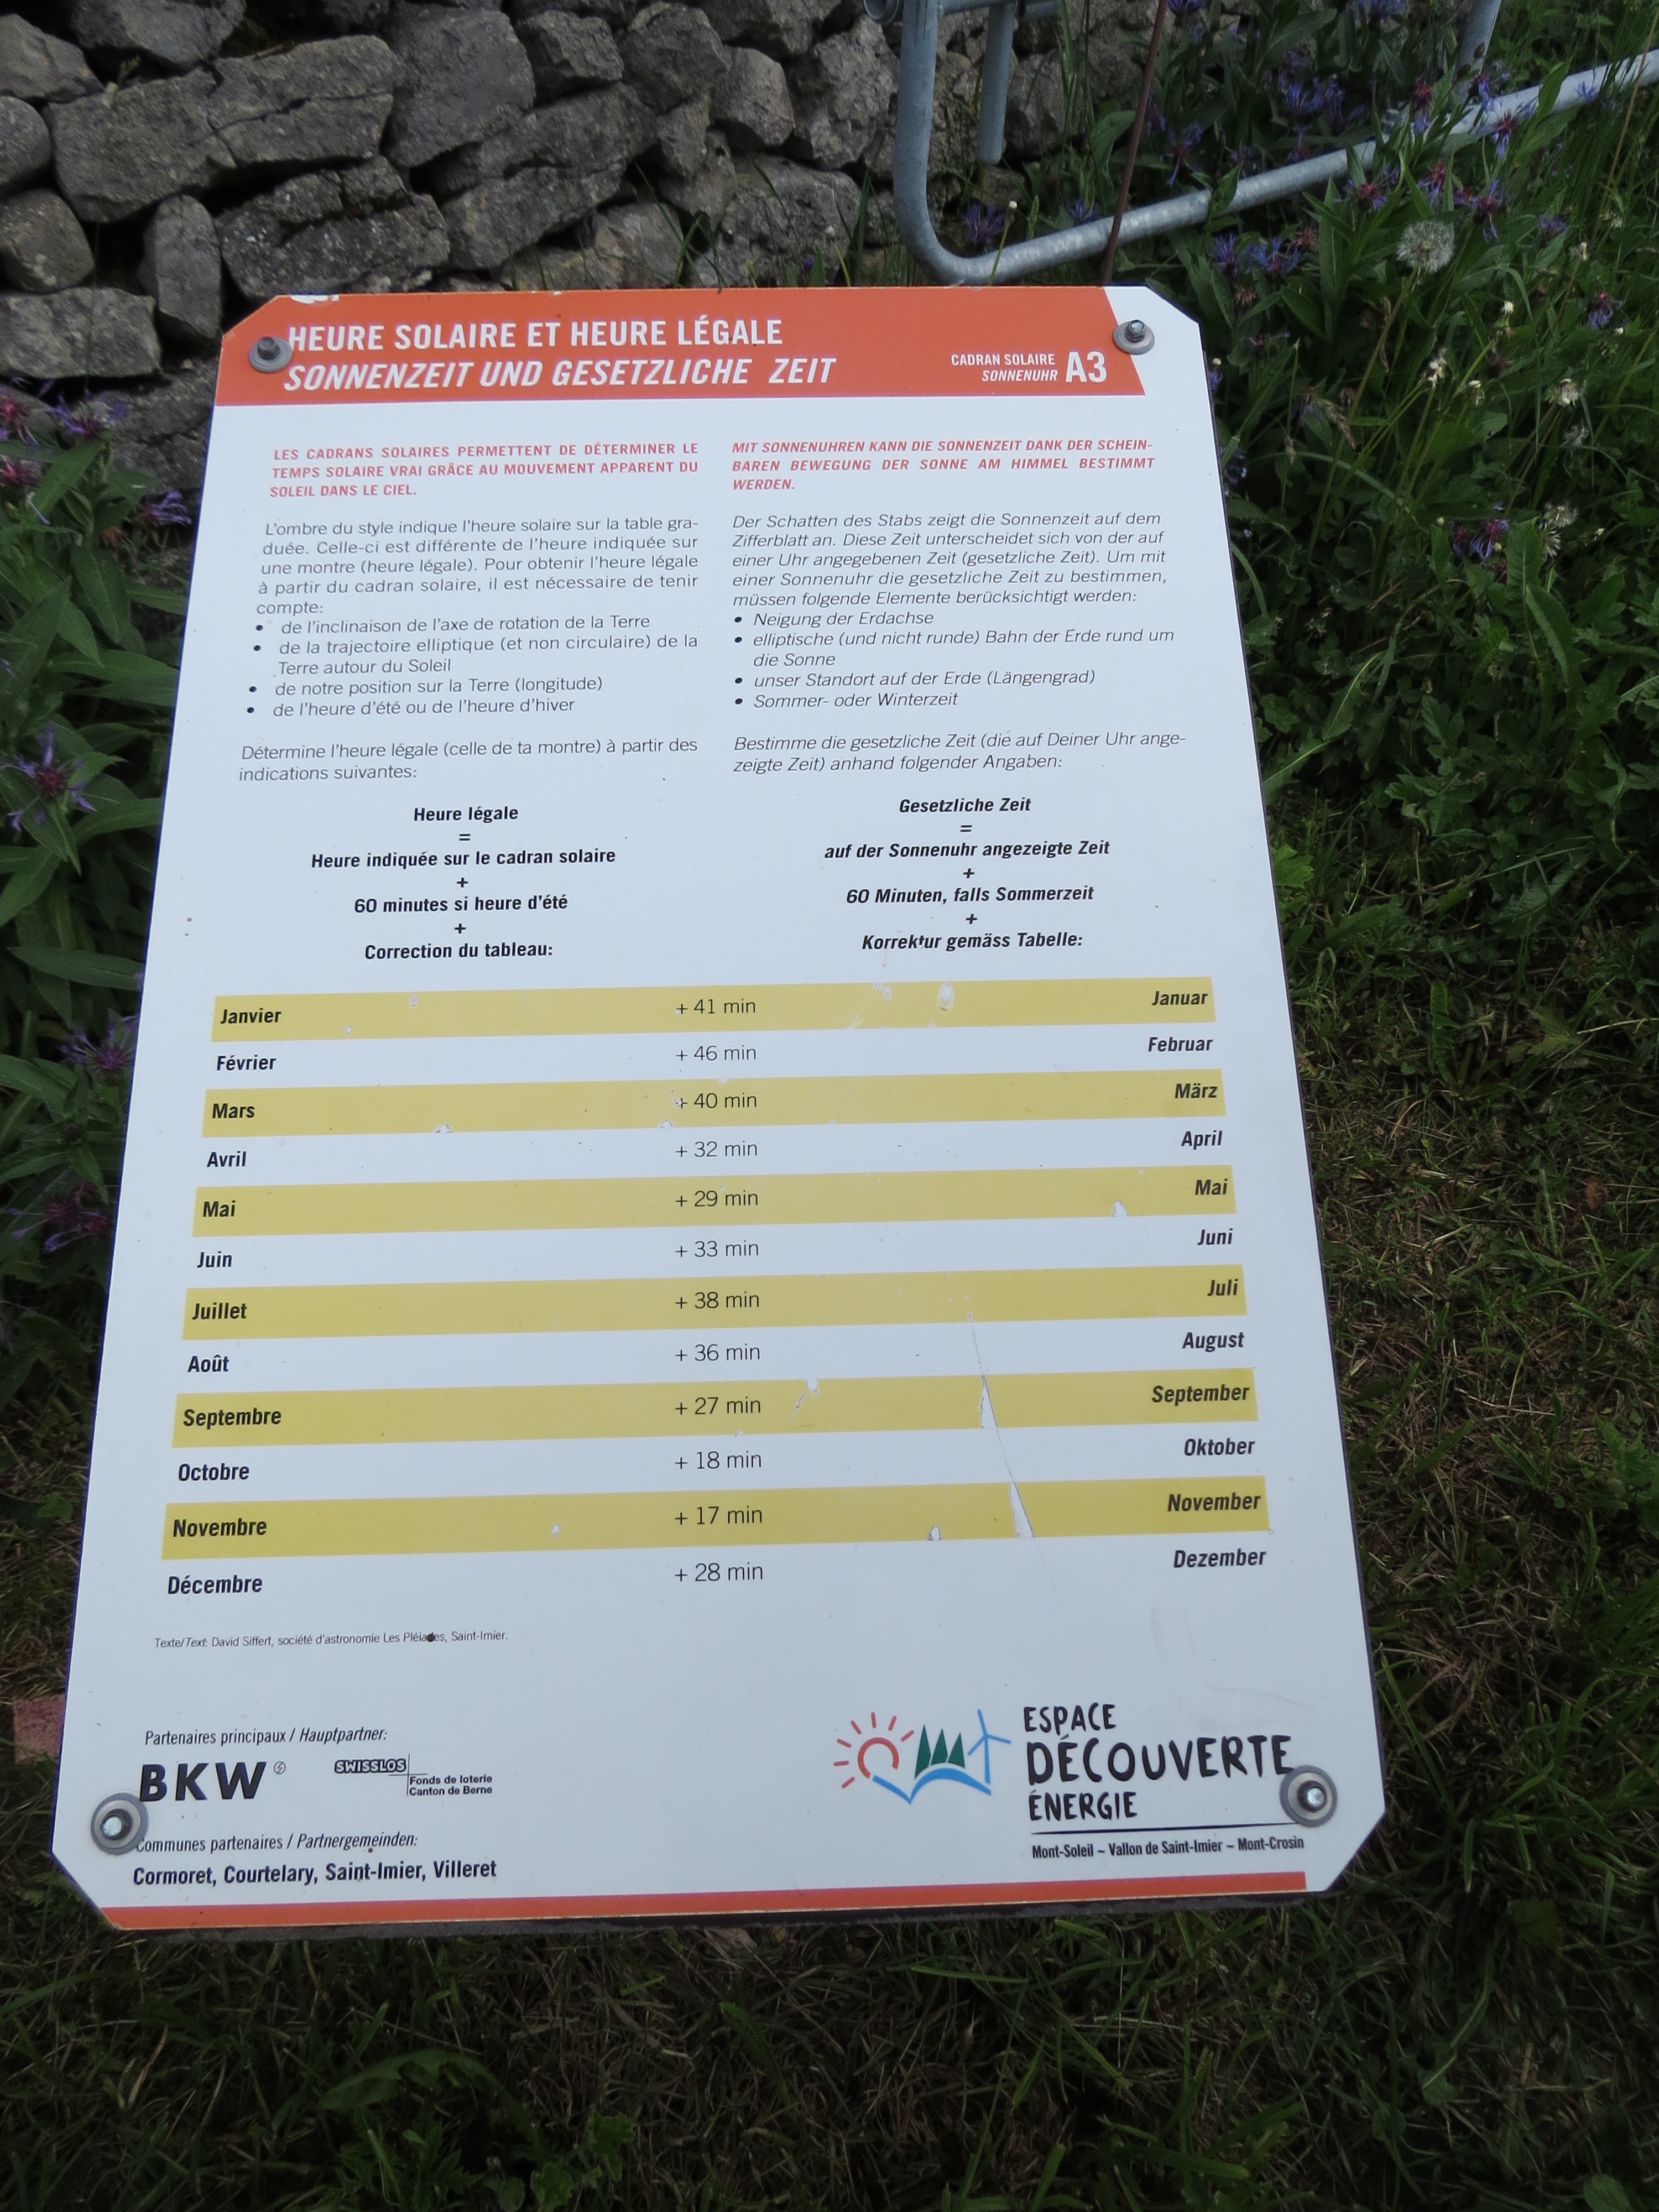 HEURE SOLAIRE ET HEURE LÉGALE
SONNENZEIT UND GESETZLICHE ZEIT
CADRAN SOLAIRE
SONNENUHR
A3
LES CADRANS SOLAIRES PERMETTENT DE DÉTERMINER LE
TEMPS SOLAIRE VRAI GRÂCE AU MOUVEMENT APPARENT DU
SOLEIL DANS LE CIEL.
L'ombre du style indique l'heure solaire sur la table gra-
duée. Celle-ci est différente de l'heure indiquée sur
une montre (heure légale). Pour obtenir l'heure légale
à partir du cadran solaire, il est nécessaire de tenir
compte:
• de l'inclinaison de l'axe de rotation de la Terre
• de la trajectoire elliptique (et non circulaire) de la
Terre autour du Soleil
• de notre position sur la Terre (longitude)
• de l'heure d'été ou de l'heure d'hiver
Détermine l'heure légale (celle de ta montre) à partir des
indications suivantes:
Heure légale
=
Heure indiquée sur le cadran solaire
+
60 minutes si heure d'été
+
Correction du tableau:
MIT SONNENUHREN KANN DIE SONNENZEIT DANK DER SCHEIN-
BAREN BEWEGUNG DER SONNE AM HIMMEL BESTIMMT
WERDEN.
Der Schatten des Stabs zeigt die Sonnenzeit auf dem
Zifferblatt an. Diese Zeit unterscheidet sich von der auf
einer Uhr angegebenen Zeit (gesetzliche Zeit). Um mit
einer Sonnenuhr die gesetzliche Zeit zu bestimmen,
müssen folgende Elemente berücksichtigt werden:
• Neigung der Erdachse
• elliptische (und nicht runde) Bahn der Erde rund um
die Sonne
• unser Standort auf der Erde (Längengrad)
• Sommer- oder Winterzeit
Bestimme die gesetzliche Zeit (die auf Deiner Uhr ange-
zeigte Zeit) anhand folgender Angaben:
Gesetzliche Zeit
=
auf der Sonnenuhr angezeigte Zeit
+
60 Minuten, falls Sommerzeit
+
Korrektur gemäss Tabelle:
Janvier + 41 min Januar
Février + 46 min Februar
Mars + 40 min März
Avril + 32 min April
Mai + 29 min Mai
Juin + 33 min Juni
Juillet + 38 min Juli
Août + 36 min August
Septembre + 27 min September
Octobre + 18 min Oktober
Novembre + 17 min November
Décembre + 28 min Dezember
Texte/Text: David Siffert, société d'astronomie Les Pléiades, Saint-Imier.
Partenaires principaux / Hauptpartner:
BKW
SWISSLOS
Fonds de loterie
Canton de Berne
Communes partenaires / Partnergemeinden:
Cormoret, Courtelary, Saint-Imier, Villeret
ESPACE
DÉCOUVERTE
ÉNERGIE
Mont-Soleil ~ Vallon de Saint-Imier ~ Mont-Crosin